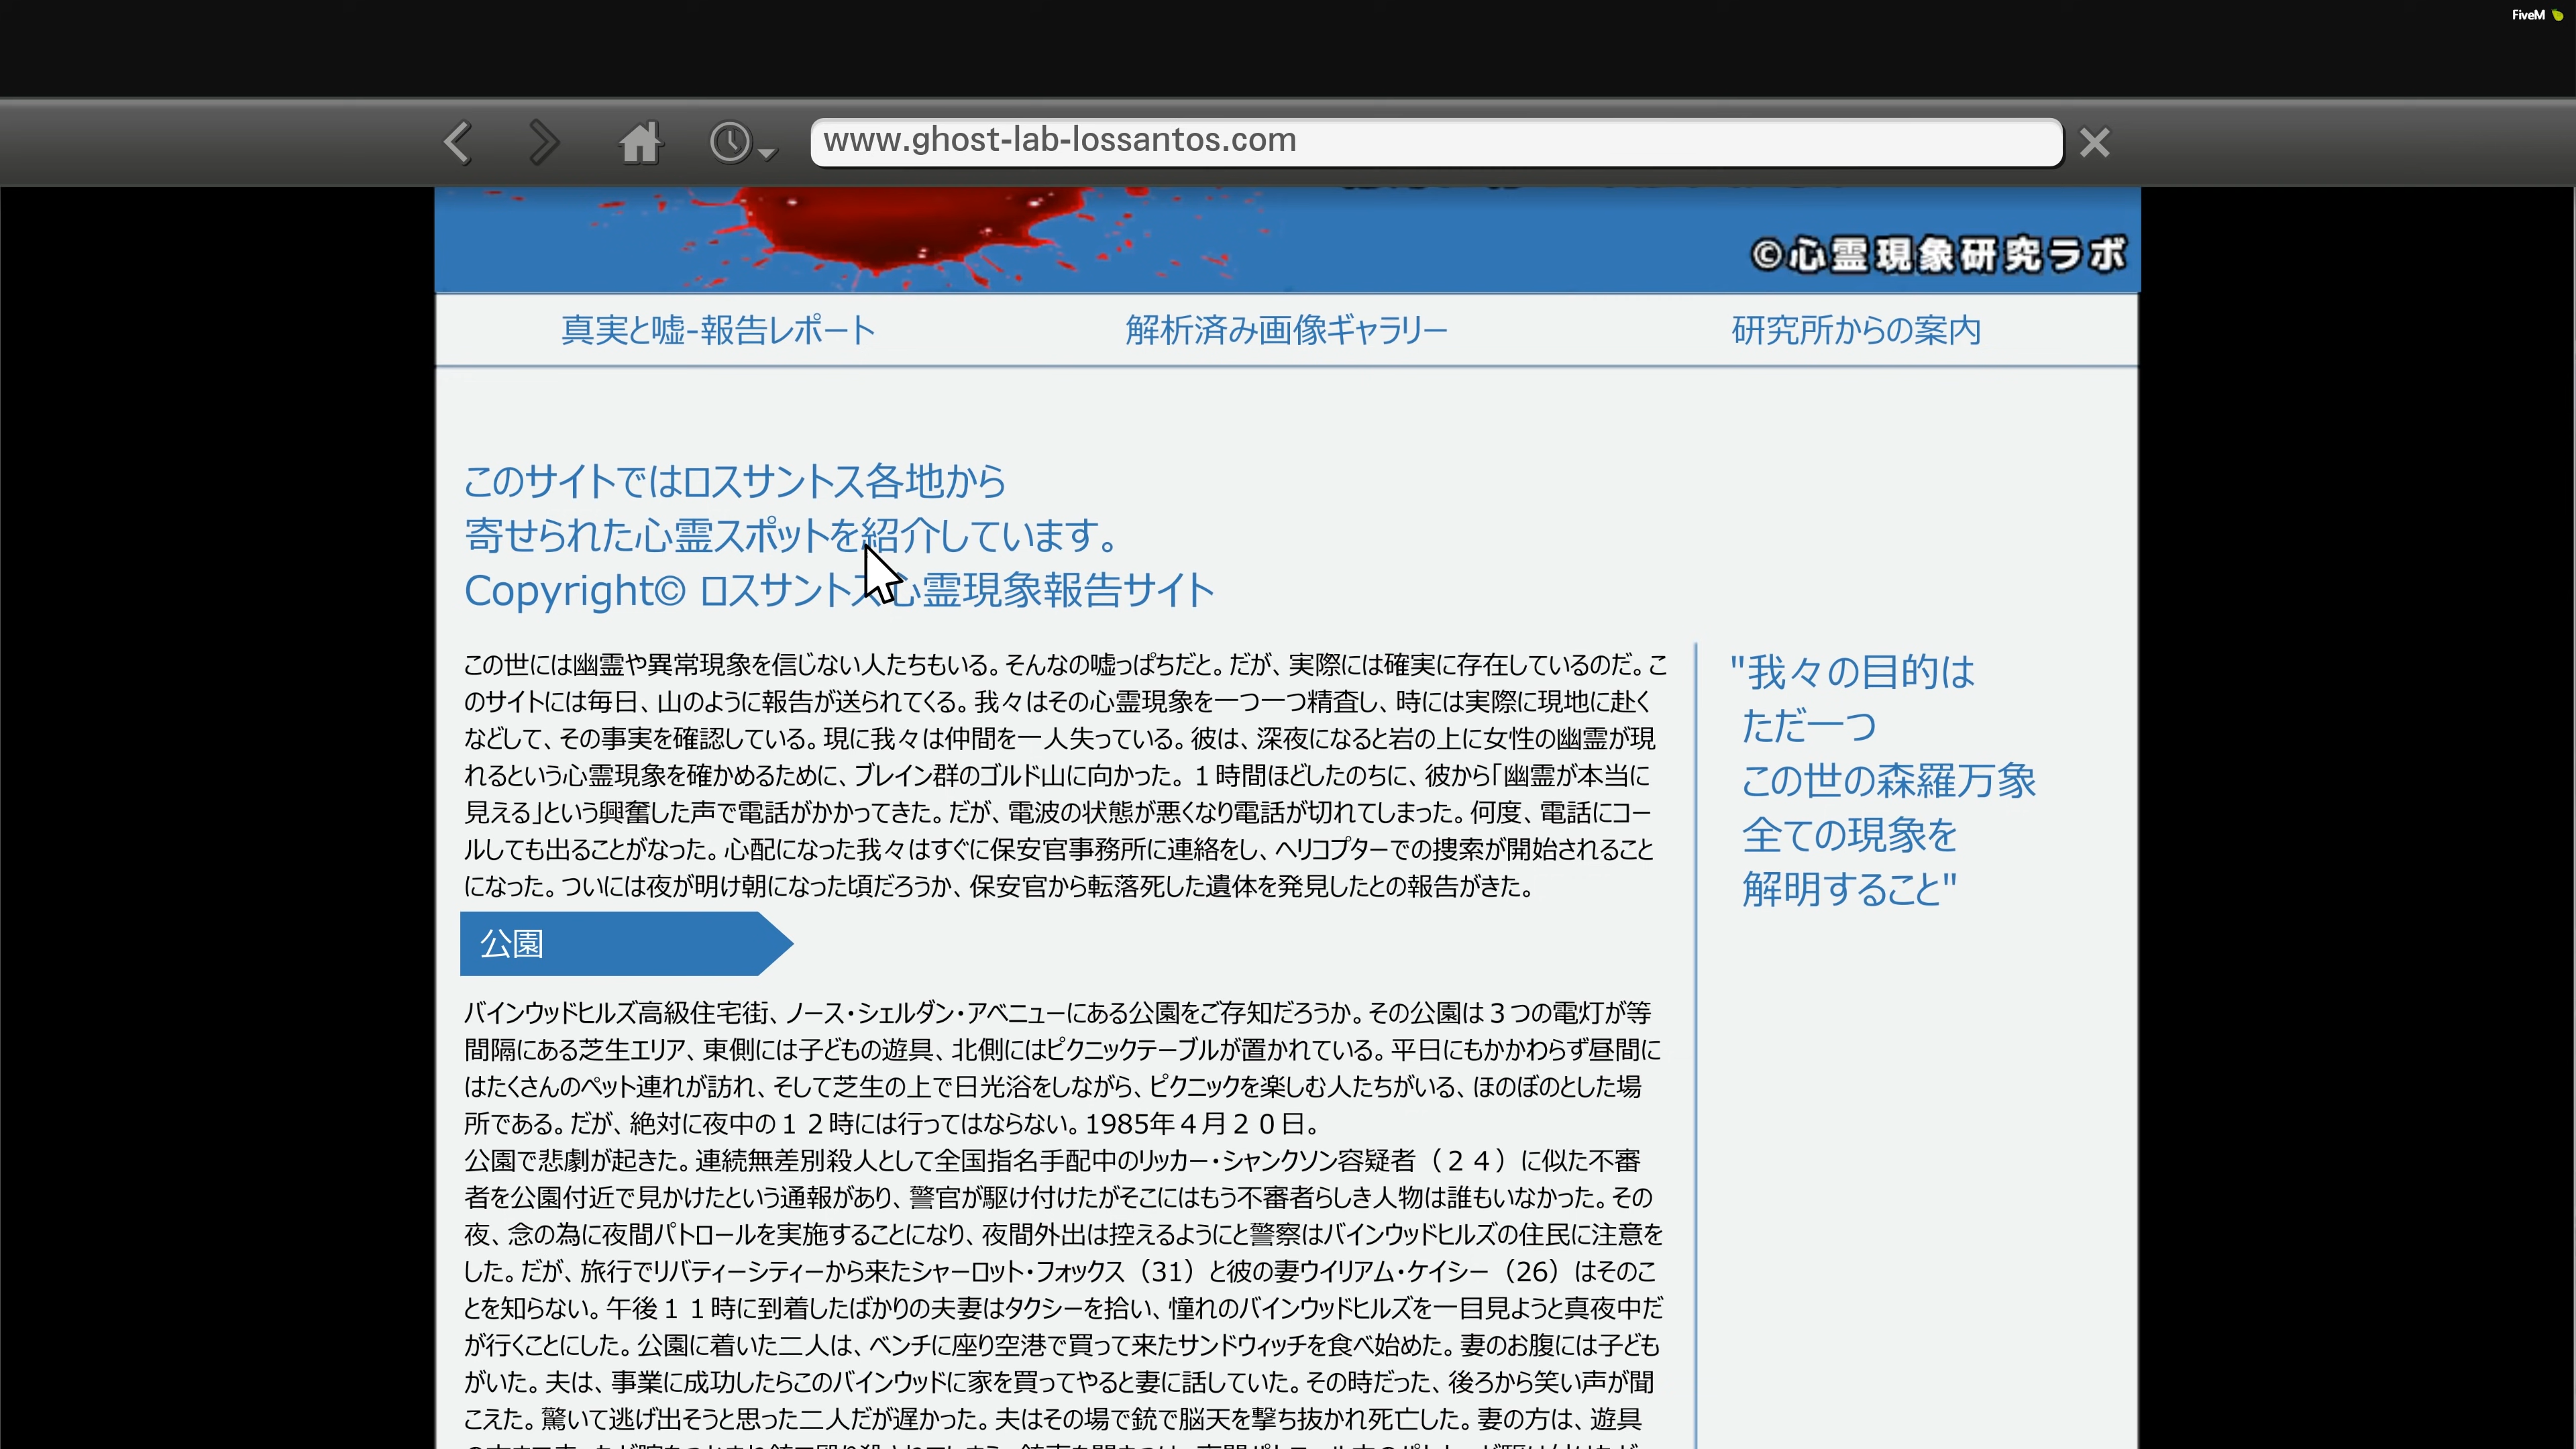 FiveM
www.ghost-lab-lossantos.com
©心霊現象研究ラボ
真実と嘘-報告レポート
解析済み画像ギャラリー
研究所からの案内
このサイトではロスサントス各地から
寄せられた心霊スポットを紹介しています。
Copyright© ロスサントス心霊現象報告サイト
この世には幽霊や異常現象を信じない人たちもいる。そんなの嘘っぱちだと。だが、実際には確実に存在しているのだ。こ
のサイトには毎日、山のように報告が送られてくる。我々はその心霊現象を一つ一つ精査し、時には実際に現地に赴く
などして、その事実を確認している。現に我々は仲間を一人失っている。彼は、深夜になると岩の上に女性の幽霊が現
れるという心霊現象を確かめるために、ブレイン群のゴルド山に向かった。１時間ほどしたのちに、彼から「幽霊が本当に
見える」という興奮した声で電話がかかってきた。だが、電波の状態が悪くなり電話が切れてしまった。何度、電話にコー
ルしても出ることがなった。心配になった我々はすぐに保安官事務所に連絡をし、ヘリコプターでの捜索が開始されること
になった。ついには夜が明け朝になった頃だろうか、保安官から転落死した遺体を発見したとの報告がきた。
"我々の目的は
ただ一つ
この世の森羅万象
全ての現象を
解明すること"
公園
バインウッドヒルズ高級住宅街、ノース・シェルダン・アベニューにある公園をご存知だろうか。その公園は３つの電灯が等
間隔にある芝生エリア、東側には子どもの遊具、北側にはピクニックテーブルが置かれている。平日にもかかわらず昼間に
はたくさんのペット連れが訪れ、そして芝生の上で日光浴をしながら、ピクニックを楽しむ人たちがいる、ほのぼのとした場
所である。だが、絶対に夜中の１２時には行ってはならない。1985年４月２０日。
公園で悲劇が起きた。連続無差別殺人として全国指名手配中のリッカー・シャンクソン容疑者（２４）に似た不審
者を公園付近で見かけたという通報があり、警官が駆け付けたがそこにはもう不審者らしき人物は誰もいなかった。その
夜、念の為に夜間パトロールを実施することになり、夜間外出は控えるようにと警察はバインウッドヒルズの住民に注意を
した。だが、旅行でリバティーシティーから来たシャーロット・フォックス（31）と彼の妻ウイリアム・ケイシー（26）はそのこ
とを知らない。午後１１時に到着したばかりの夫妻はタクシーを拾い、憧れのバインウッドヒルズを一目見ようと真夜中だ
が行くことにした。公園に着いた二人は、ベンチに座り空港で買って来たサンドウィッチを食べ始めた。妻のお腹には子ども
がいた。夫は、事業に成功したらこのバインウッドに家を買ってやると妻に話していた。その時だった、後ろから笑い声が聞
こえた。驚いて逃げ出そうと思った二人だが遅かった。夫はその場で銃で脳天を撃ち抜かれ死亡した。妻の方は、遊具